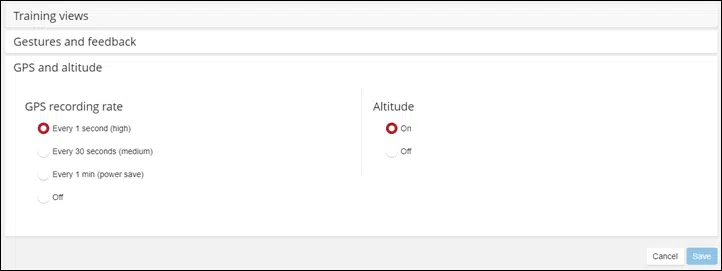 Training views
Gestures and feedback
GPS and altitude
GPS recording rate
Every 1 second (high)
Every 30 seconds (medium)
Every 1 min (power save)
Off
Altitude
On
Off
Cancel
Save